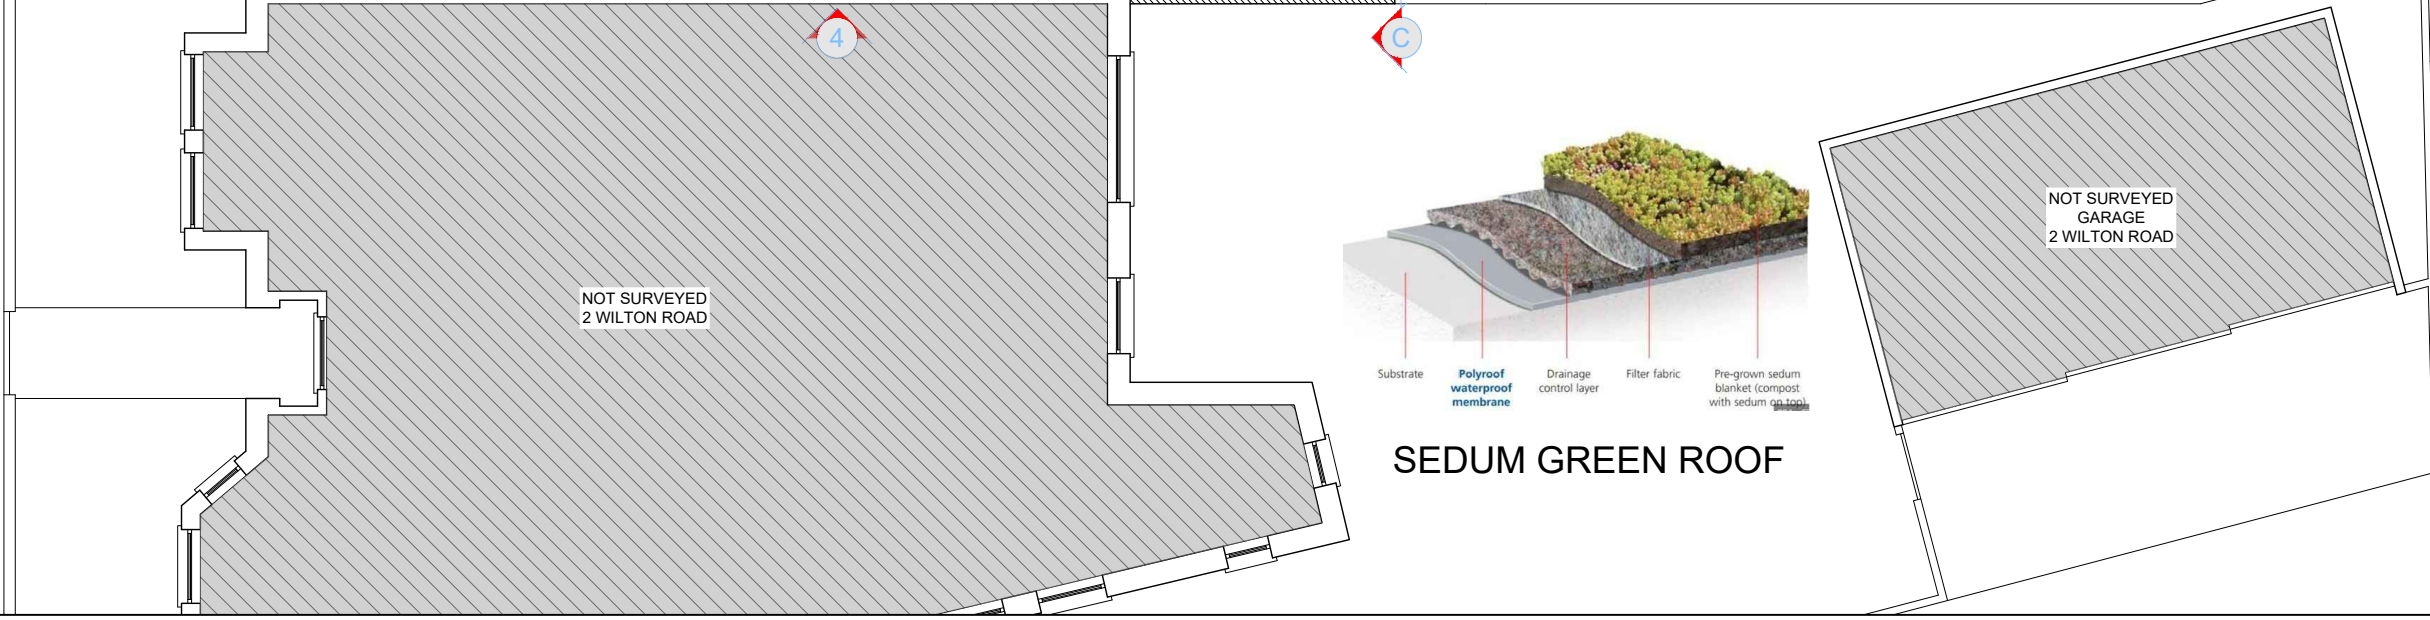 4
C
NOT SURVEYED
GARAGE
2 WILTON ROAD
NOT SURVEYED
2 WILTON ROAD
Substrate
Polyroof
waterproof
membrane
Drainage
control layer
Filter fabric
Pre-grown sedum
blanket (compost
with sedum on top)
SEDUM GREEN ROOF